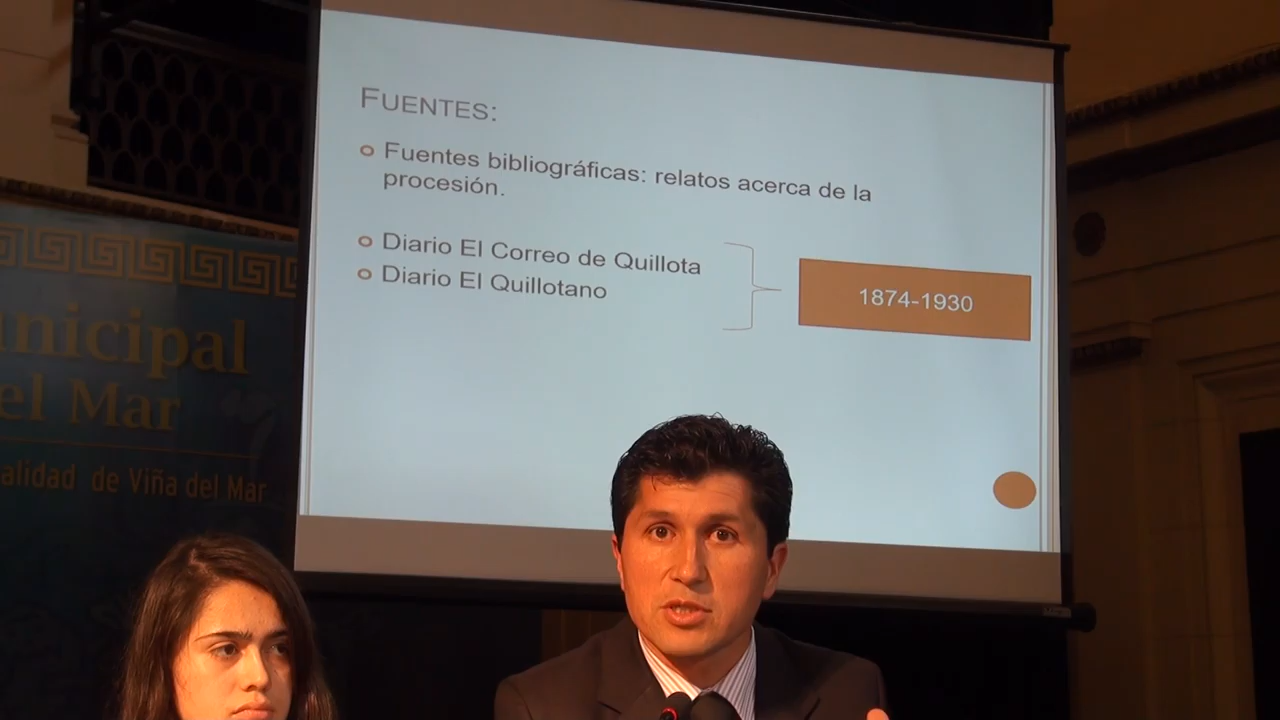 FUENTES:
Fuentes bibliográficas: relatos acerca de la
procesión.
Diario El Correo de Quillota
Diario El Quillotano
1874-1930
nicipal
el Mar
alidad de Viña del Mar